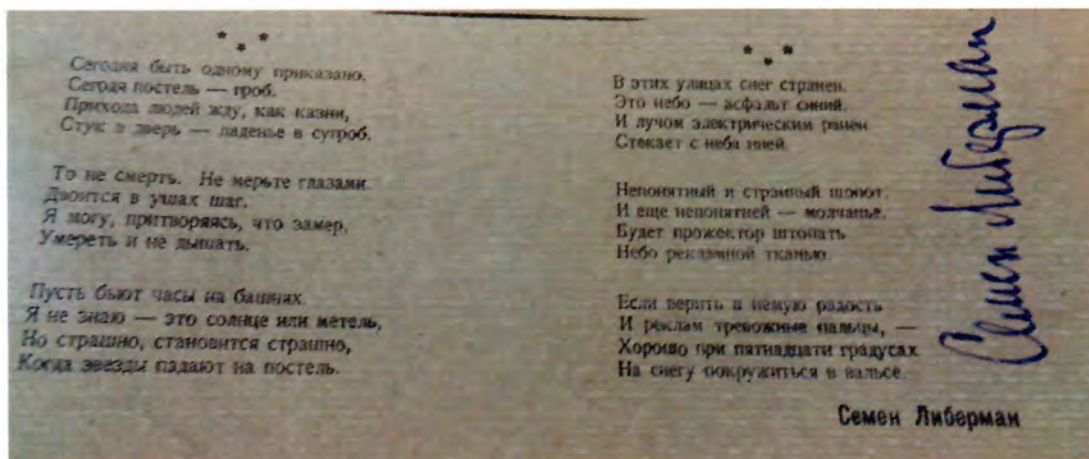 * * *
Сегодня быть одному приказано.
Сегодя постель — гроб.
Прихода людей жду, как казни,
Стук в дверь — паденье в сугроб.
То не смерть. Не мерьте глазами.
Двоится в ушах шаг.
Я могу, притворяясь, что замер,
Умереть и не дышать.
Пусть бьют часы на башнях.
Я не знаю — это солнце или метель,
Но страшно, становится страшно,
Когда звезды падают на постель.
* * *
В этих улицах снег странен.
Это небо — асфальт синий.
И лучом электрическим ранен
Стекает с неба иней.
Непонятный и странный шопот.
И еще непонятней — молчанье.
Будет прожектор штопать
Небо рекламной тканью.
Если верить в немую радость
И реклам тревожные пальцы, —
Хорошо при пятнадцати градусах
На снегу покружиться в вальсе.
Семен Либерман
Семен Либерман